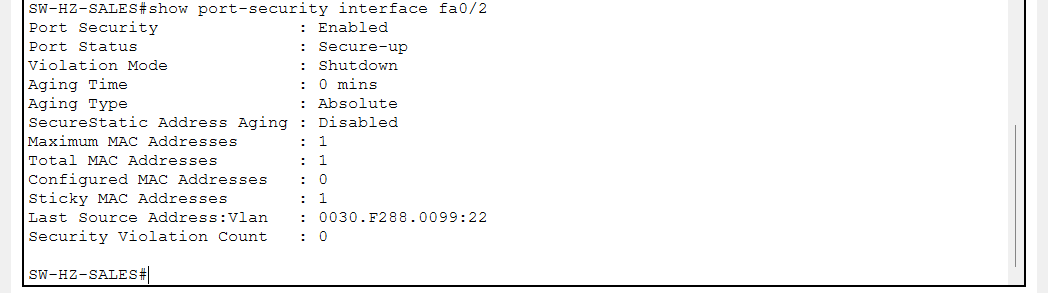 SW-HZ-SALES#show port-security interface fa0/2
Port Security              : Enabled
Port Status                : Secure-up
Violation Mode             : Shutdown
Aging Time                 : 0 mins
Aging Type                 : Absolute
SecureStatic Address Aging : Disabled
Maximum MAC Addresses      : 1
Total MAC Addresses        : 1
Configured MAC Addresses   : 0
Sticky MAC Addresses       : 1
Last Source Address:Vlan   : 0030.F288.0099:22
Security Violation Count   : 0
SW-HZ-SALES#